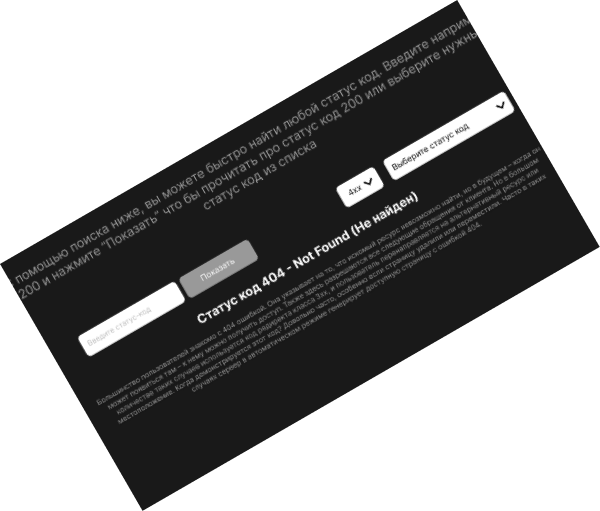 помощью поиска ниже, вы можете быстро найти любой статус код. Введите наприм
200 и нажмите "Показать" что бы прочитать про статус код 200 или выберите нужны
статус код из списка
Введите статус-код
Показать
4xx
Выберите статус код
Статус код 404 - Not Found (Не найден)
Большинство пользователей знакомо с 404 ошибкой. Она указывает на то, что искомый ресурс невозможно найти, но в будущем – когда он
может появиться там – к нему можно получить доступ. Также здесь разрешаются все следующие обращения от клиента. Но в большом
количестве таких случаев используется код редиректа класса 3xx, и пользователь перенаправляется на альтернативный ресурс или
местоположение. Когда демонстрируется этот код? Довольно часто, особенно если страницу удалили или переместили. Часто в таких
случаях сервер в автоматическом режиме генерирует доступную страницу с ошибкой 404.